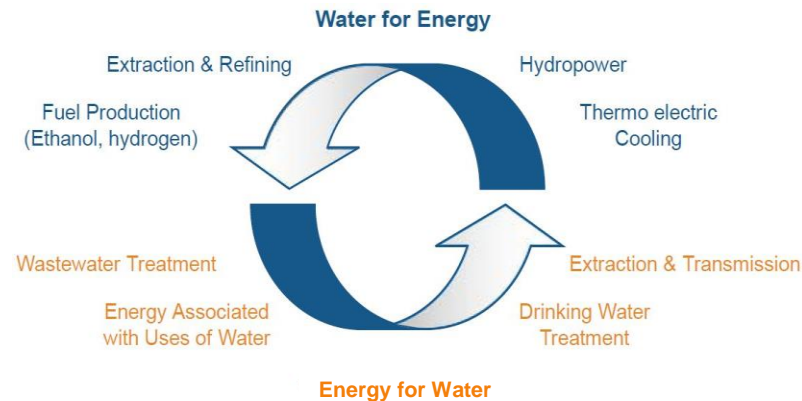 Water for Energy
Extraction & Refining
Hydropower
Fuel Production
(Ethanol, hydrogen)
Thermo electric
Cooling
Wastewater Treatment
Extraction & Transmission
Energy Associated
with Uses of Water
Drinking Water
Treatment
Energy for Water